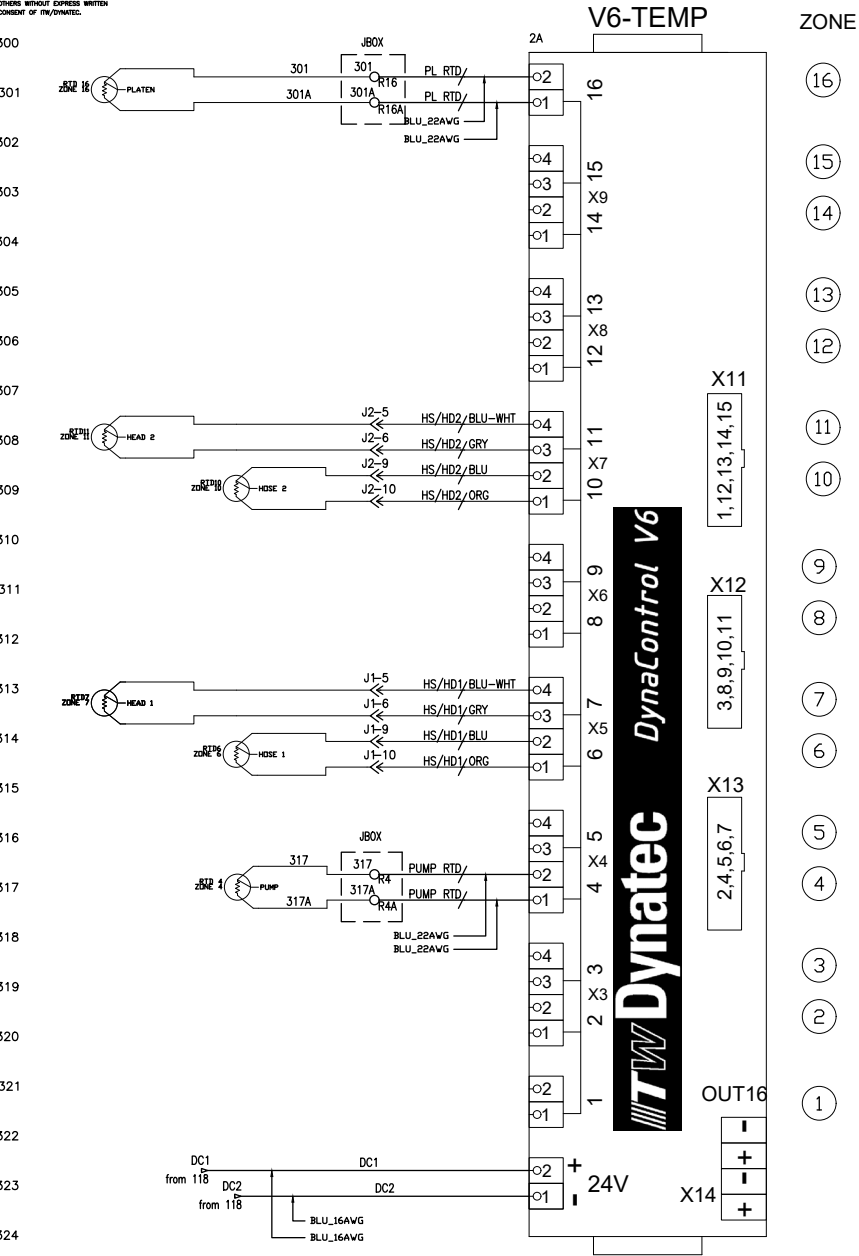 OTHERS WITHOUT EXPRESS WRITTEN
CONSENT OF ITW/DYNATEC.
V6-TEMP
ZONE
300
JBOX
2A
301
301
PL RTD
2
16
16
RTD 16
ZONE 16
PLATEN
R16
301
301A
301A
PL RTD
1
R16A
BLU_22AWG
302
BLU_22AWG
4
15
15
303
3
X9
2
14
14
304
1
305
4
13
13
3
X8
306
2
12
12
1
307
X11
J2-5
HS/HD2/BLU-WHT
4
11
11
RTD11
ZONE 11
HEAD 2
308
J2-6
HS/HD2/GRY
3
X7
1,12,13,14,15
J2-9
HS/HD2/BLU
2
10
10
RTD10
ZONE 10
HOSE 2
309
J2-10
HS/HD2/ORG
1
310
4
9
9
311
3
X6
X12
2
8
8
312
1
3,8,9,10,11
313
J1-5
HS/HD1/BLU-WHT
4
7
7
RTD7
ZONE 7
HEAD 1
J1-6
HS/HD1/GRY
3
X5
314
J1-9
HS/HD1/BLU
2
6
6
RTD6
ZONE 6
HOSE 1
J1-10
HS/HD1/ORG
1
315
X13
316
JBOX
4
5
5
3
X4
2,4,5,6,7
317
317
PUMP RTD
2
4
4
R4
RTD 4
ZONE 4
PUMP
317
317A
317A
PUMP RTD
1
R4A
318
BLU_22AWG
BLU_22AWG
4
3
3
319
3
X3
2
2
2
320
1
321
2
1
1
1
OUT16
322
-
DC1
from 118
DC1
2
+
+
323
DC2
from 118
DC2
1
-
24V
X14
-
BLU_16AWG
+
324
BLU_16AWG
ITW Dynatec DynaControl V6